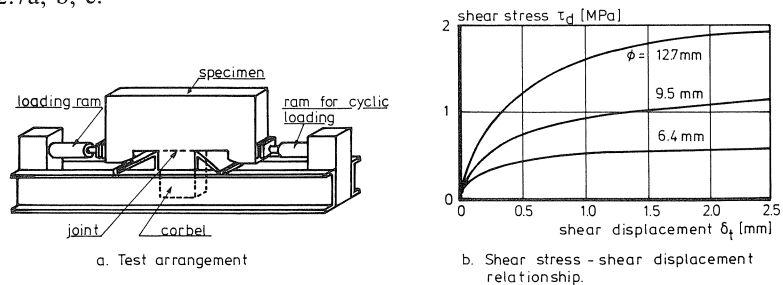 2.7a, b, c.
specimen
loading ram
ram for cyclic
loading
joint
corbel
a. Test arrangement
shear stress τd [MPa]
2
1
0
ϕ = 12.7mm
9.5 mm
6.4 mm
0 0.5 1.0 1.5 2.0 2.5
shear displacement δt [mm]
b. Shear stress - shear displacement
relationship.